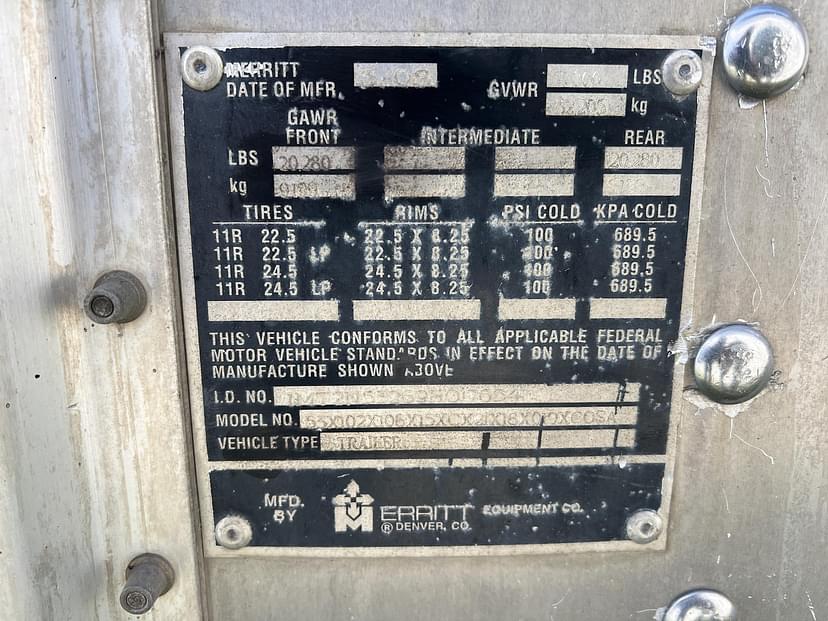 MERRITT
DATE OF MFR.
GVWR LBS
kg
GAWR
FRONT INTERMEDIATE REAR
LBS 20,280 20,280
kg
TIRES RIMS PSI COLD KPA COLD
11R 22.5 22.5 X 8.25 100 689.5
11R 22.5 LP 22.5 X 8.25 100 689.5
11R 24.5 24.5 X 8.25 100 689.5
11R 24.5 LP 24.5 X 8.25 100 689.5
THIS VEHICLE CONFORMS TO ALL APPLICABLE FEDERAL
MOTOR VEHICLE STANDARDS IN EFFECT ON THE DATE OF
MANUFACTURE SHOWN ABOVE
I.D. NO.
MODEL NO.
VEHICLE TYPE TRAILER
MFD.
BY
MERRITT EQUIPMENT CO.
® DENVER, CO.